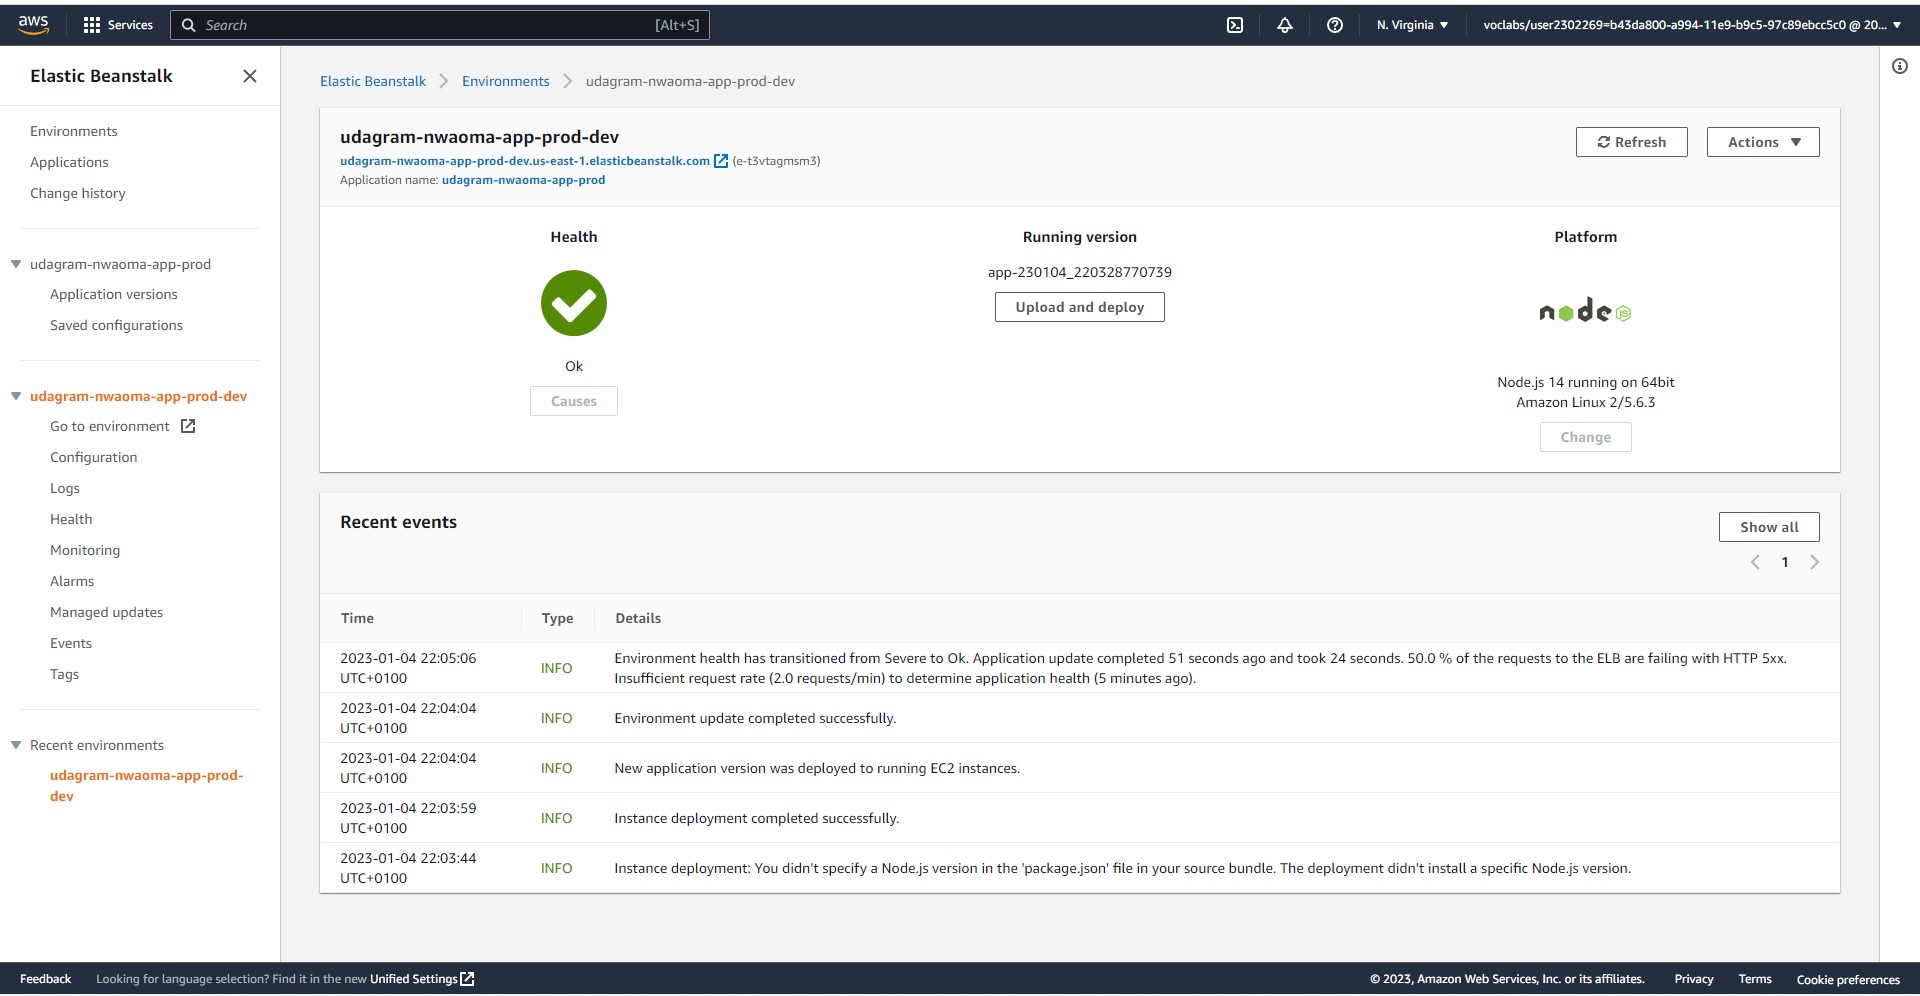 aws
Services
Search
[Alt+S]
N. Virginia
voclabs/user2302269=b43da800-a994-11e9-b9c5-97c89ebcc5c0 @ 20...
Elastic Beanstalk
Environments
Applications
Change history
udagram-nwaoma-app-prod
Application versions
Saved configurations
udagram-nwaoma-app-prod-dev
Go to environment
Configuration
Logs
Health
Monitoring
Alarms
Managed updates
Events
Tags
Recent environments
udagram-nwaoma-app-prod-
dev
Elastic Beanstalk
Environments
udagram-nwaoma-app-prod-dev
udagram-nwaoma-app-prod-dev
udagram-nwaoma-app-prod-dev.us-east-1.elasticbeanstalk.com (e-t3vtagmsm3)
Application name: udagram-nwaoma-app-prod
Refresh
Actions
Health
Ok
Causes
Running version
app-230104_220328770739
Upload and deploy
Platform
node JS
Node.js 14 running on 64bit
Amazon Linux 2/5.6.3
Change
Recent events
Show all
1
Time Type Details
2023-01-04 22:05:06
UTC+0100
INFO
Environment health has transitioned from Severe to Ok. Application update completed 51 seconds ago and took 24 seconds. 50.0 % of the requests to the ELB are failing with HTTP 5xx.
Insufficient request rate (2.0 requests/min) to determine application health (5 minutes ago).
2023-01-04 22:04:04
UTC+0100
INFO
Environment update completed successfully.
2023-01-04 22:04:04
UTC+0100
INFO
New application version was deployed to running EC2 instances.
2023-01-04 22:03:59
UTC+0100
INFO
Instance deployment completed successfully.
2023-01-04 22:03:44
UTC+0100
INFO
Instance deployment: You didn't specify a Node.js version in the 'package.json' file in your source bundle. The deployment didn't install a specific Node.js version.
Feedback
Looking for language selection? Find it in the new Unified Settings
© 2023, Amazon Web Services, Inc. or its affiliates.
Privacy
Terms
Cookie preferences